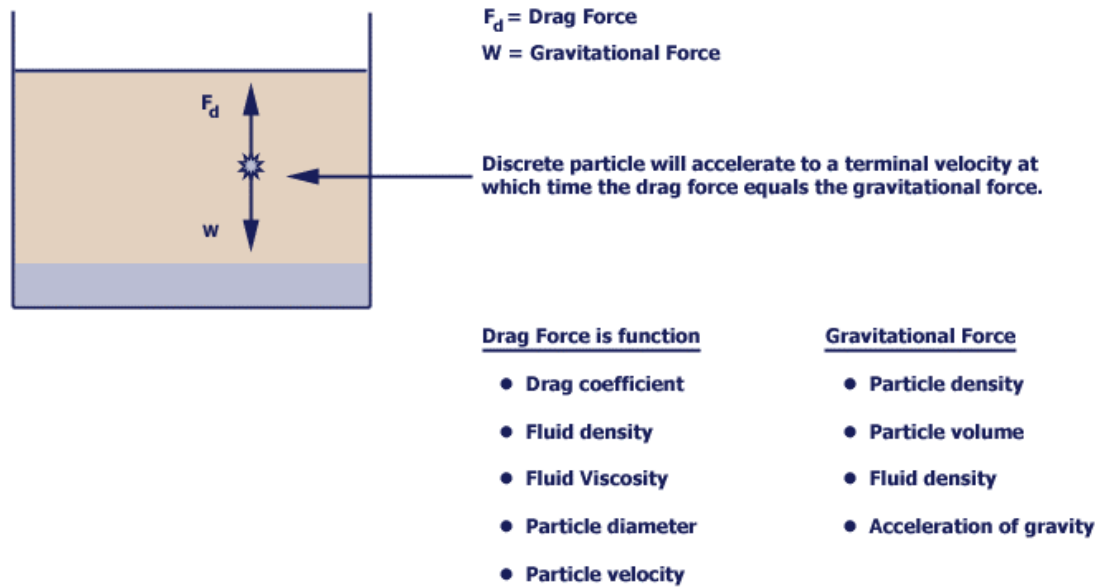 F_d = Drag Force
W = Gravitational Force
F_d
Discrete particle will accelerate to a terminal velocity at
which time the drag force equals the gravitational force.
W
Drag Force is function
Drag coefficient
Fluid density
Fluid Viscosity
Particle diameter
Particle velocity
Gravitational Force
Particle density
Particle volume
Fluid density
Acceleration of gravity